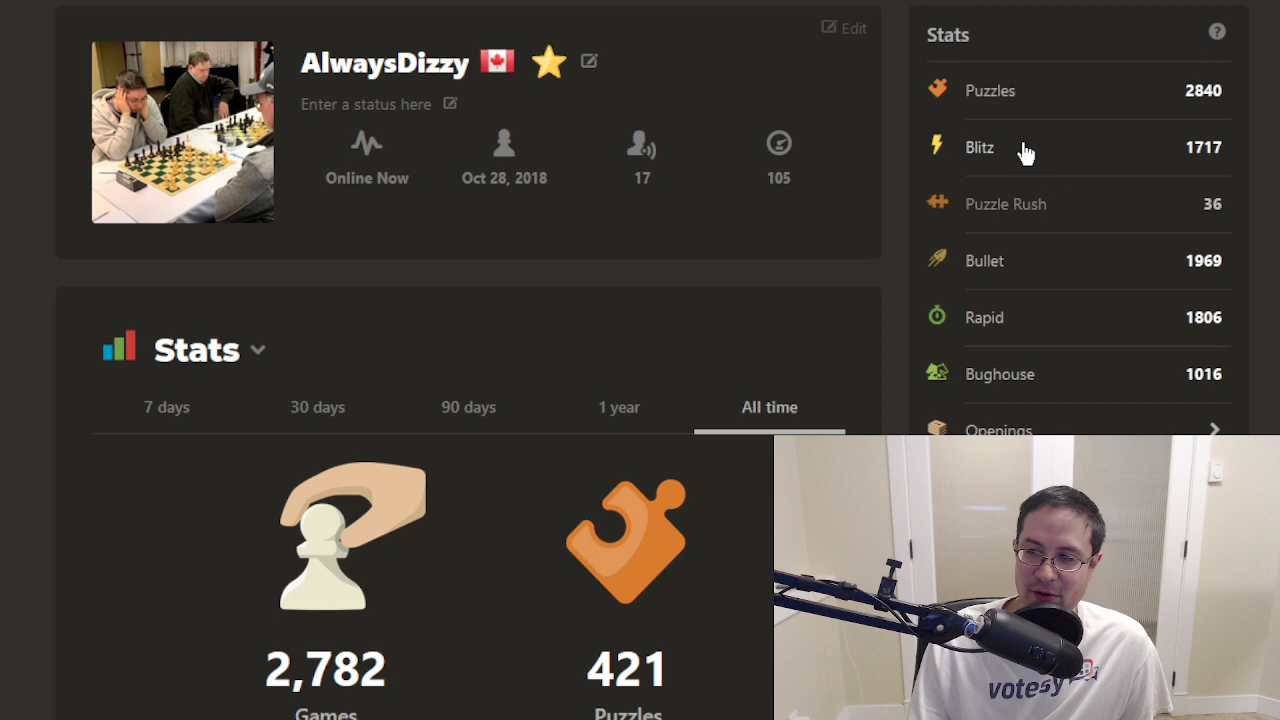 Edit
AlwaysDizzy
Enter a status here
Online Now
Oct 28, 2018
17
105
Stats
?
Puzzles 2840
Blitz 1717
Puzzle Rush 36
Bullet 1969
Rapid 1806
Bughouse 1016
Openings
Stats
7 days 30 days 90 days 1 year All time
2,782 421
Games Puzzles
votesy